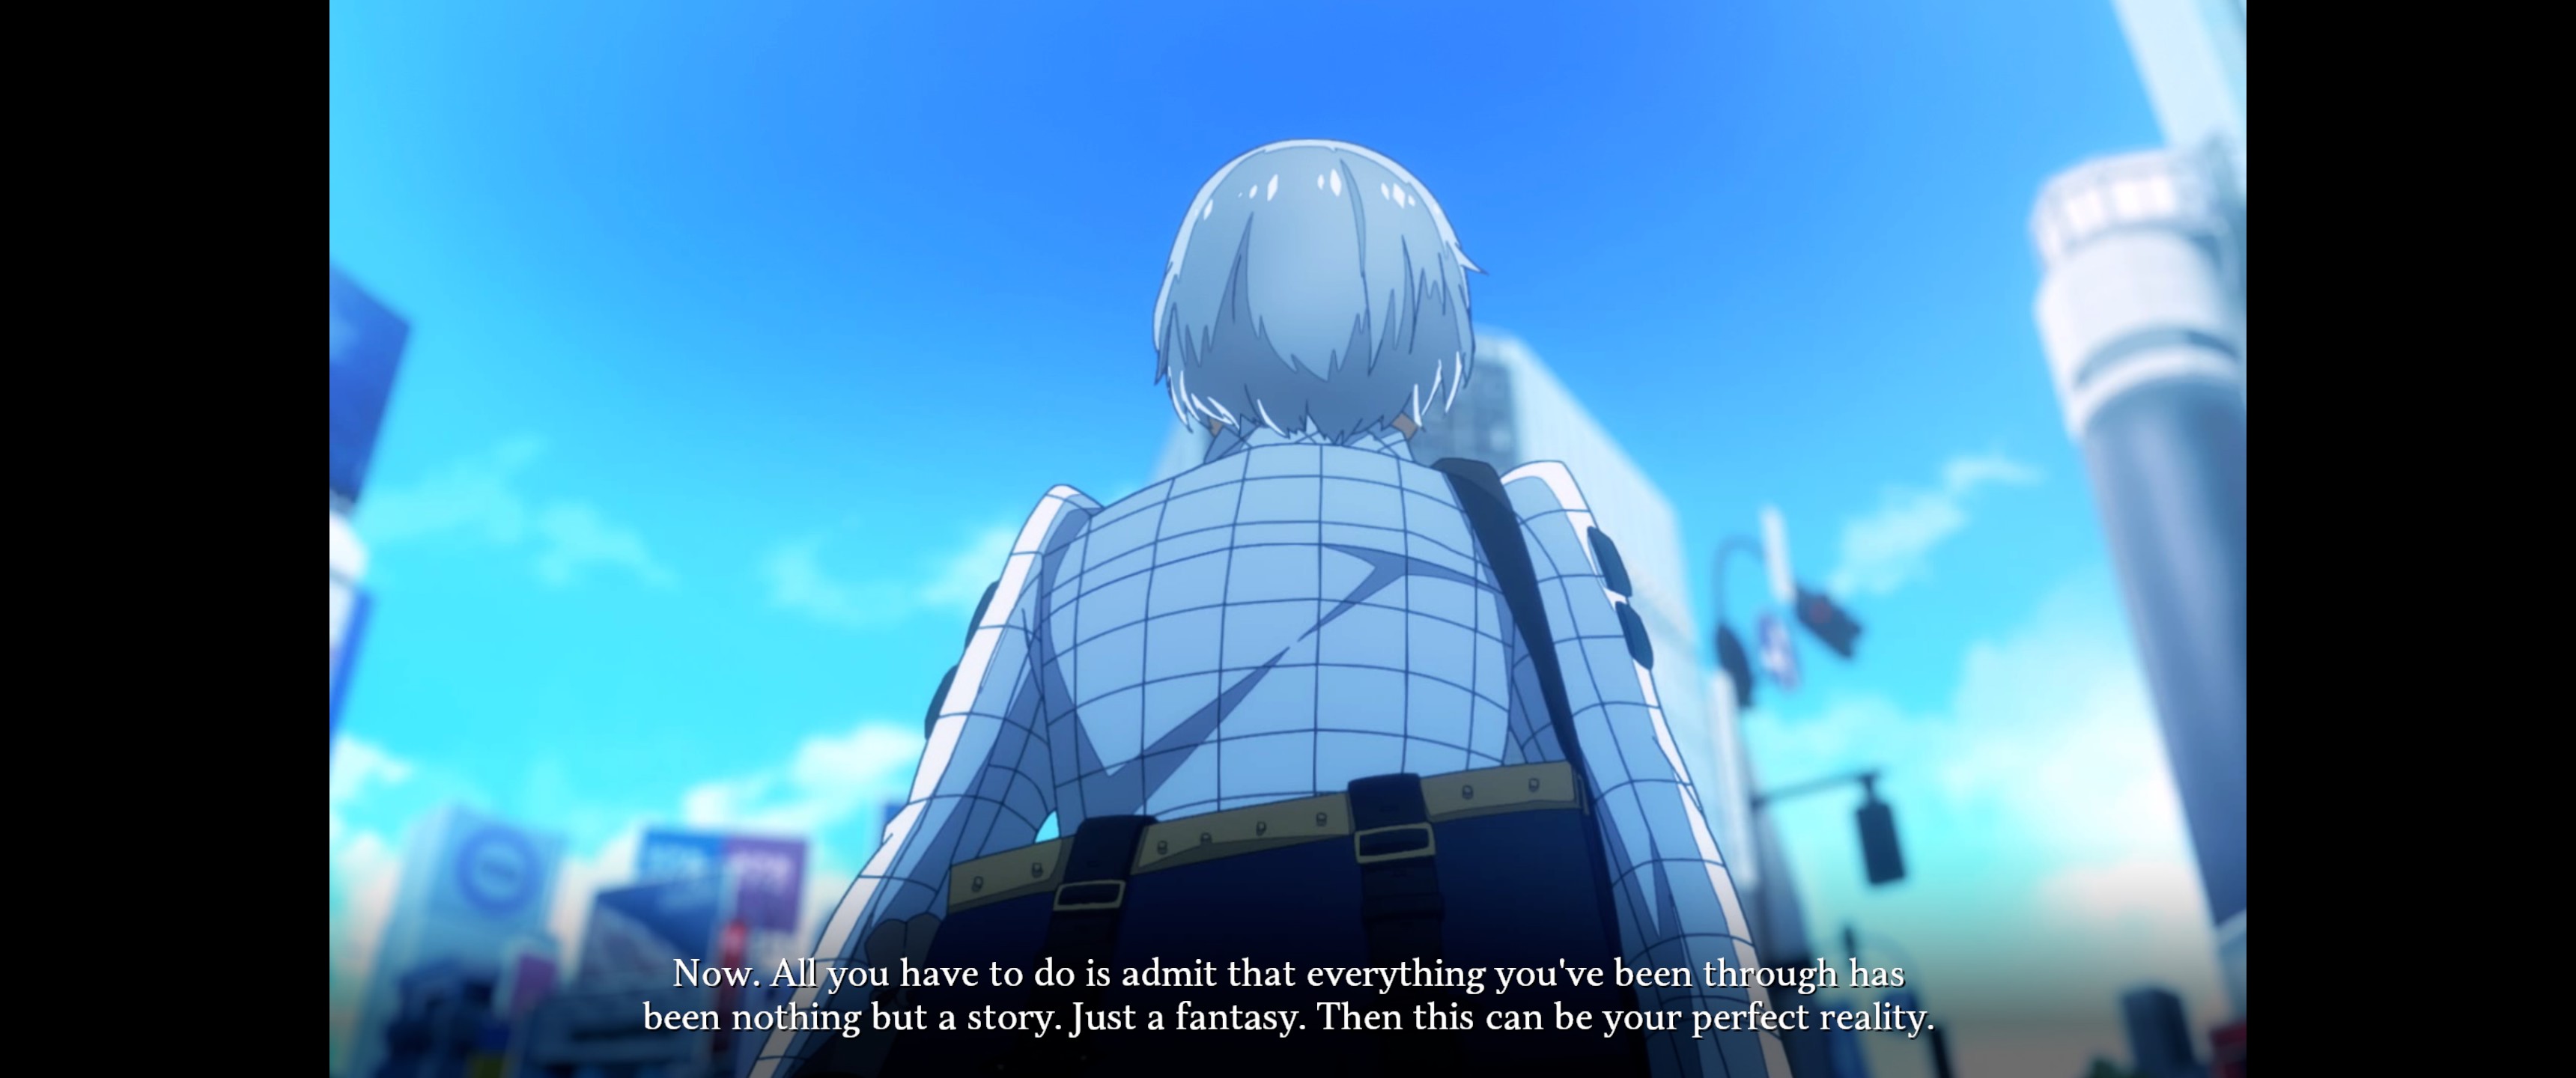 Now. All you have to do is admit that everything you've been through has
been nothing but a story. Just a fantasy. Then this can be your perfect reality.